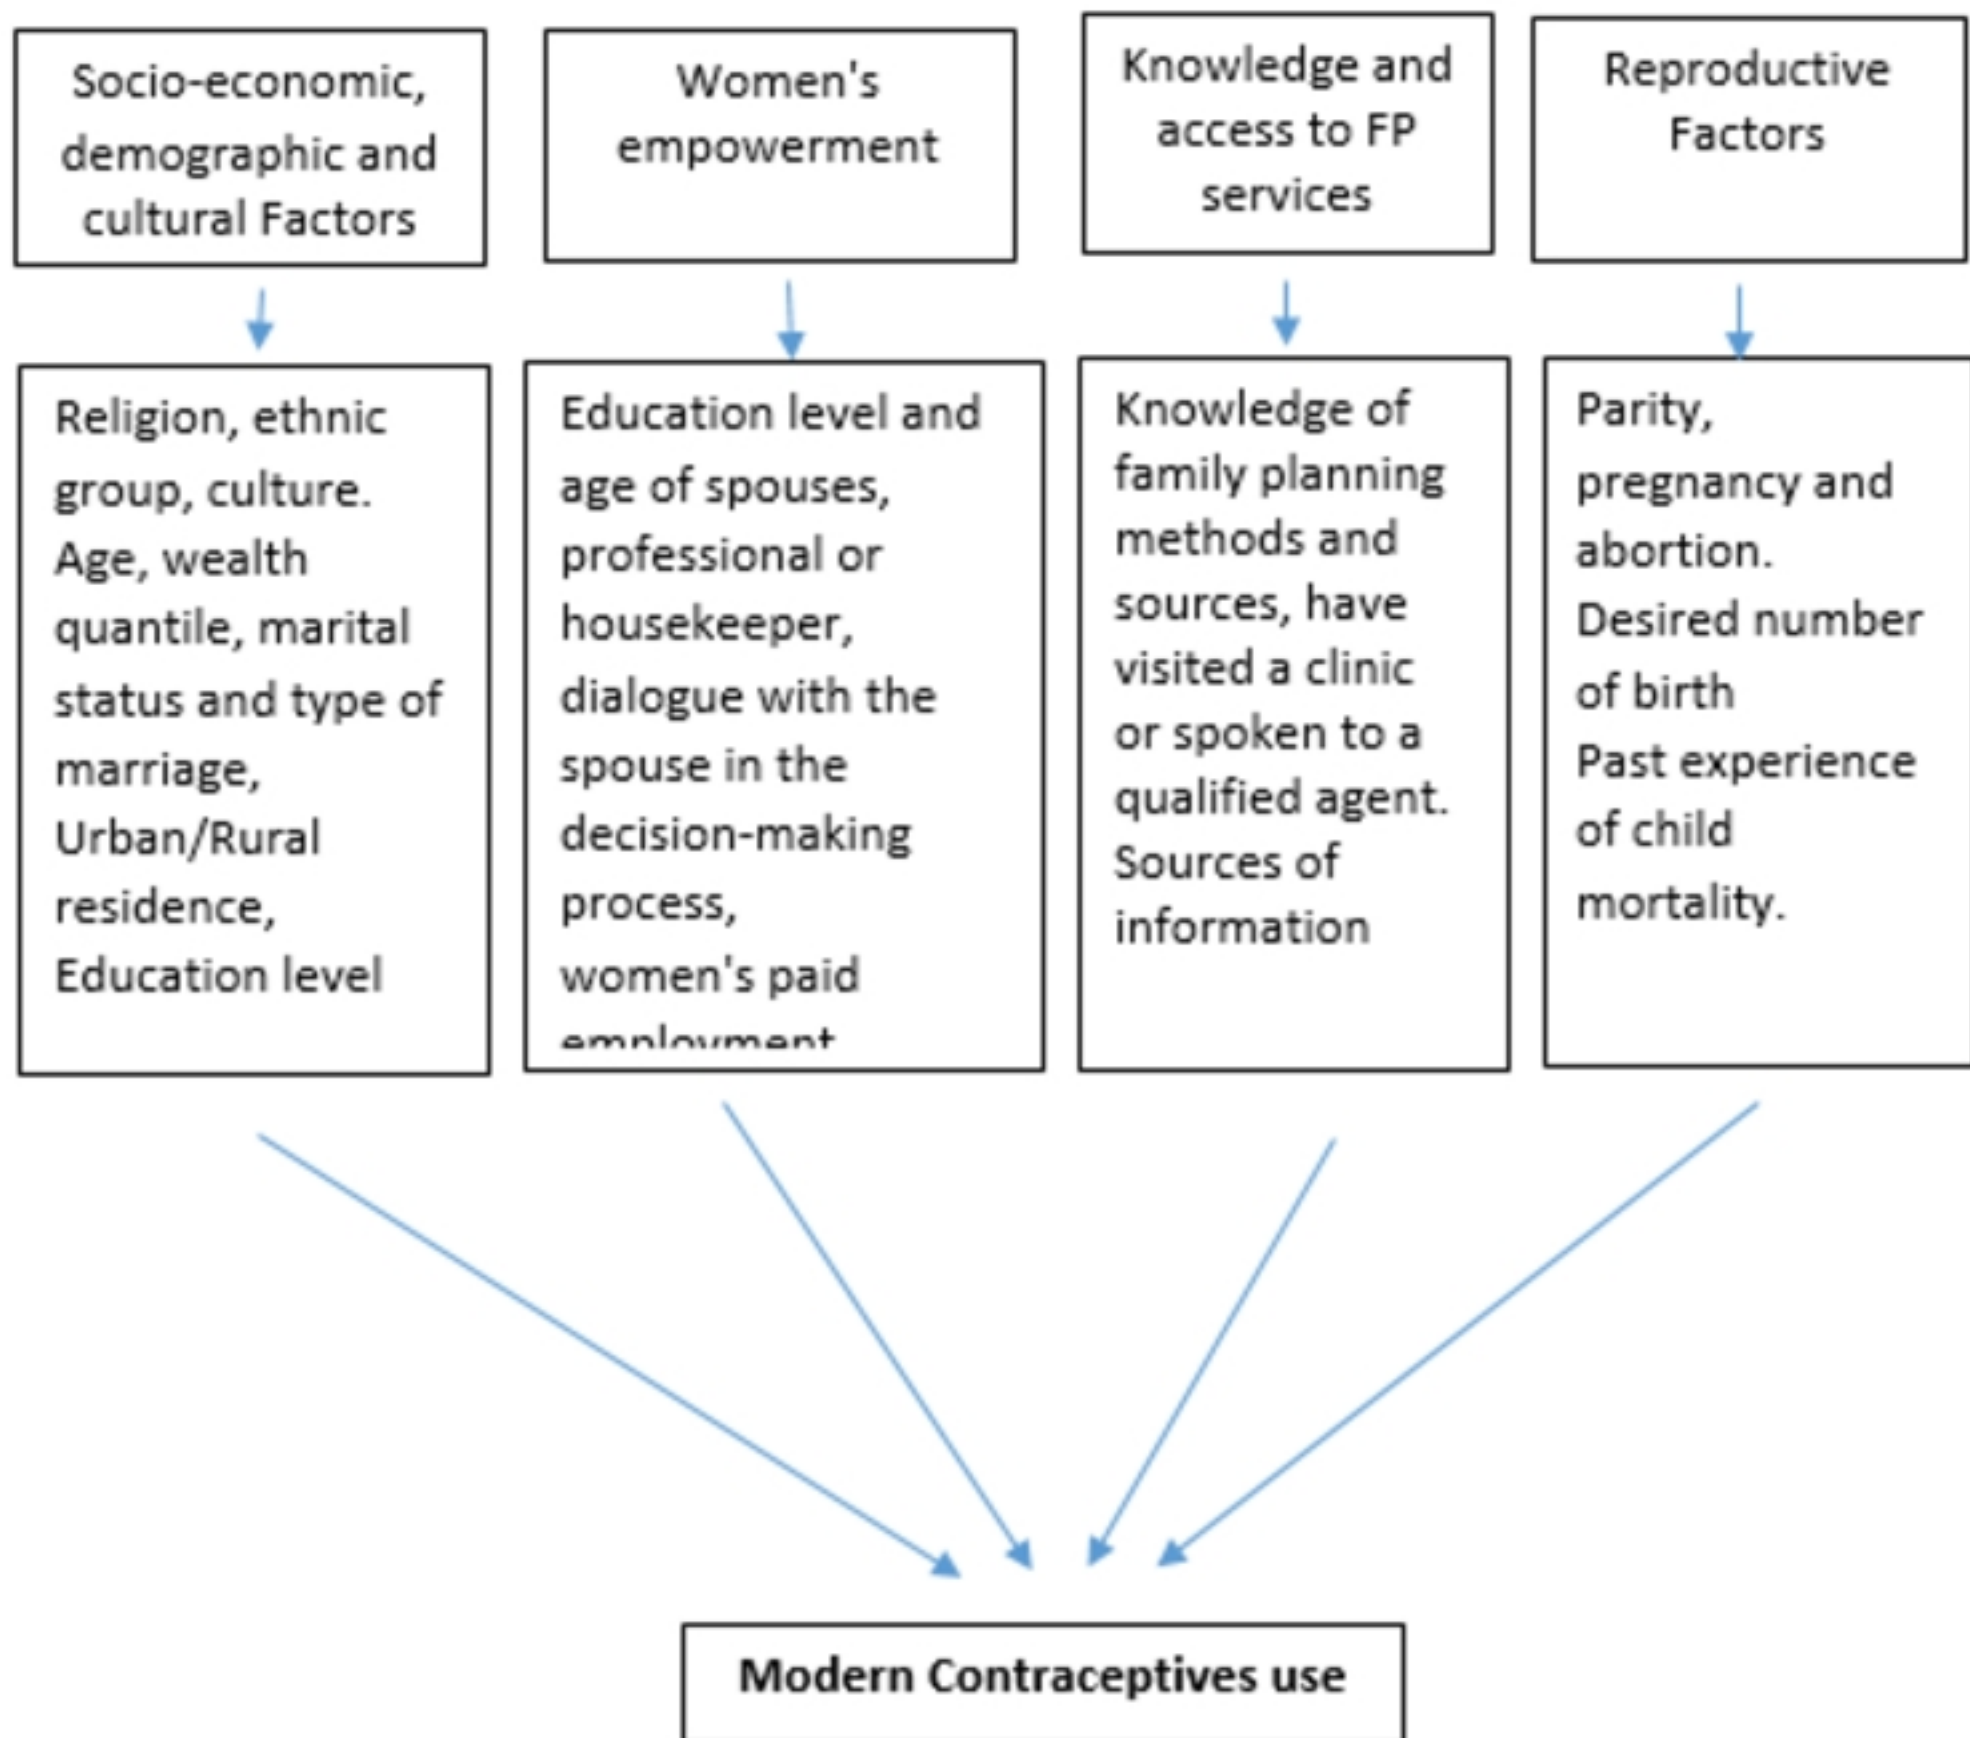 Socio-economic,
demographic and
cultural Factors
Women's
empowerment
Knowledge and
access to FP
services
Reproductive
Factors
Religion, ethnic
group, culture.
Age, wealth
quantile, marital
status and type of
marriage,
Urban/Rural
residence,
Education level
Education level and
age of spouses,
professional or
housekeeper,
dialogue with the
spouse in the
decision-making
process,
women's paid
employment
Knowledge of
family planning
methods and
sources, have
visited a clinic
or spoken to a
qualified agent.
Sources of
information
Parity,
pregnancy and
abortion.
Desired number
of birth
Past experience
of child
mortality.
Modern Contraceptives use